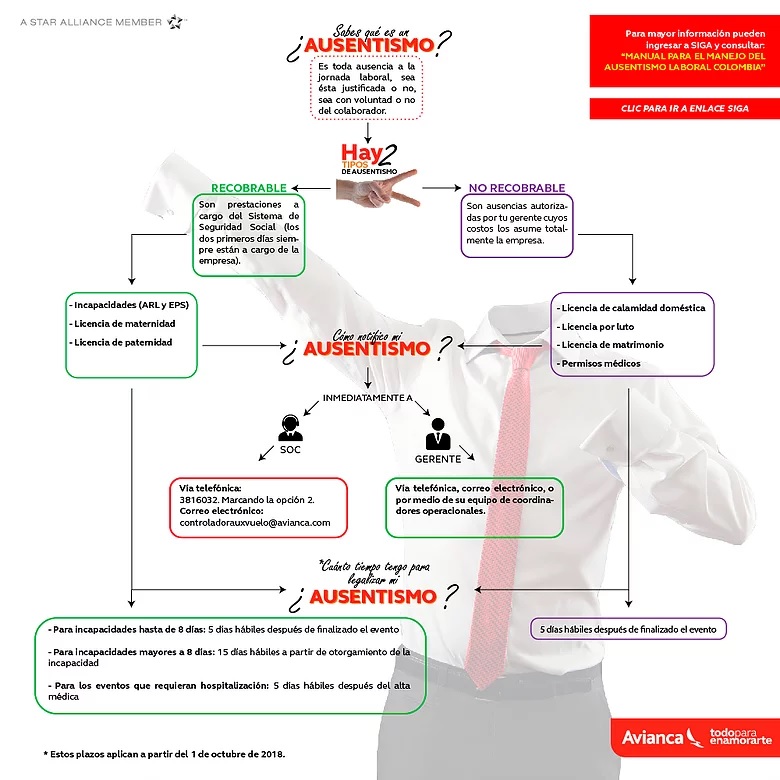 A STAR ALLIANCE MEMBER
Sabes qué es un
¿AUSENTISMO?
Es toda ausencia a la
jornada laboral, sea
ésta justificada o no,
sea con voluntad o no
del colaborador.
Para mayor información pueden
ingresar a SIGA y consultar:
"MANUAL PARA EL MANEJO DEL
AUSENTISMO LABORAL COLOMBIA"
CLIC PARA IR A ENLACE SIGA
Hay 2
TIPOS
DE AUSENTISMO
RECOBRABLE
Son prestaciones a
cargo del Sistema de
Seguridad Social (los
dos primeros días siem-
pre están a cargo de la
empresa).
NO RECOBRABLE
Son ausencias autoriza-
das por tu gerente cuyos
costos los asume total-
mente la empresa.
- Incapacidades (ARL y EPS)
- Licencia de maternidad
- Licencia de paternidad
- Licencia de calamidad doméstica
- Licencia por luto
- Licencia de matrimonio
- Permisos médicos
Cómo notifico mi
¿AUSENTISMO?
INMEDIATAMENTE A
SOC
GERENTE
Vía telefónica:
3816032. Marcando la opción 2.
Correo electrónico:
controladorauxvuelo@avianca.com
Vía telefónica, correo electrónico, o
por medio de su equipo de coordina-
dores operacionales.
*Cuánto tiempo tengo para
legalizar mi
¿AUSENTISMO?
- Para incapacidades hasta de 8 días: 5 días hábiles después de finalizado el evento
- Para incapacidades mayores a 8 días: 15 días hábiles a partir de otorgamiento de la
incapacidad
- Para los eventos que requieran hospitalización: 5 días hábiles después del alta
médica
5 días hábiles después de finalizado el evento
* Estos plazos aplican a partir del 1 de octubre de 2018.
Avianca
todopara
enamorarte